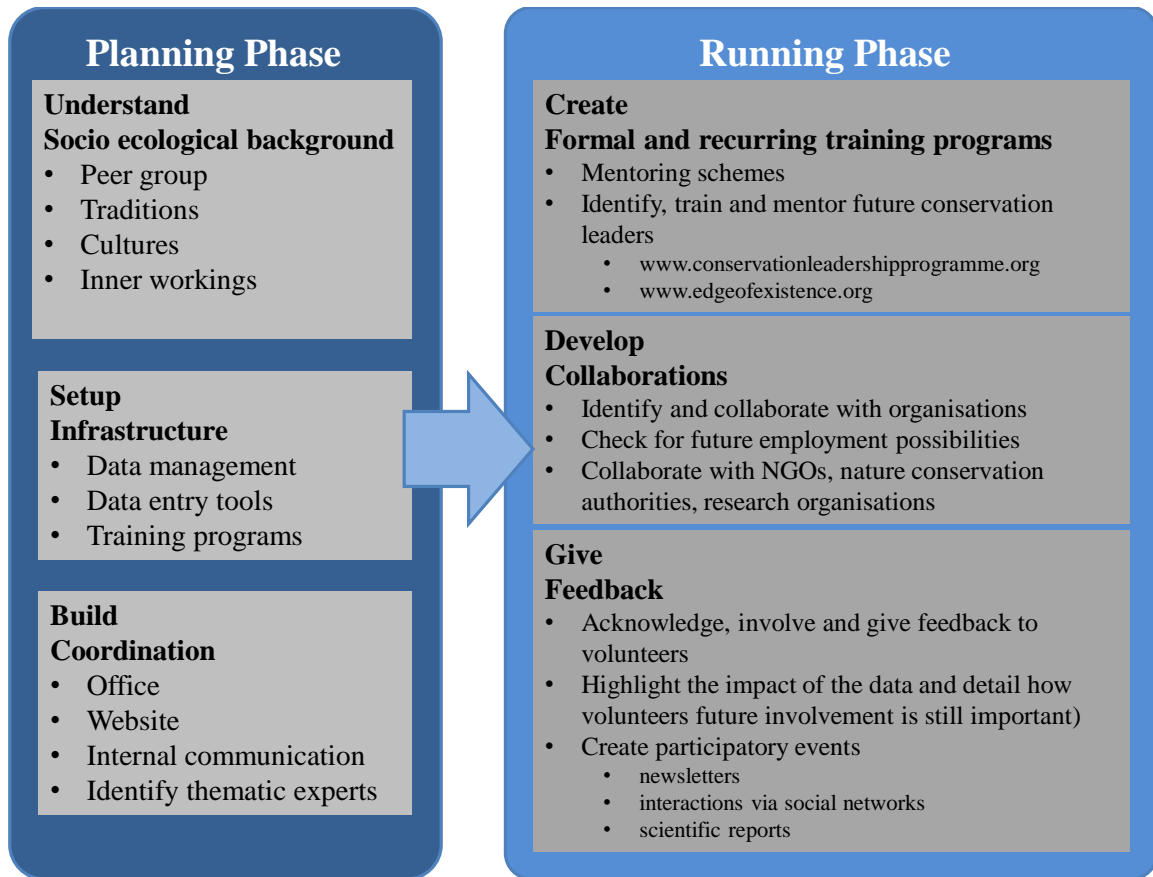 Planning Phase
Understand
Socio ecological background
• Peer group
• Traditions
• Cultures
• Inner workings
Setup
Infrastructure
• Data management
• Data entry tools
• Training programs
Build
Coordination
• Office
• Website
• Internal communication
• Identify thematic experts
Running Phase
Create
Formal and recurring training programs
• Mentoring schemes
• Identify, train and mentor future conservation
leaders
• www.conservationleadershipprogramme.org
• www.edgeofexistence.org
Develop
Collaborations
• Identify and collaborate with organisations
• Check for future employment possibilities
• Collaborate with NGOs, nature conservation
authorities, research organisations
Give
Feedback
• Acknowledge, involve and give feedback to
volunteers
• Highlight the impact of the data and detail how
volunteers future involvement is still important)
• Create participatory events
• newsletters
• interactions via social networks
• scientific reports